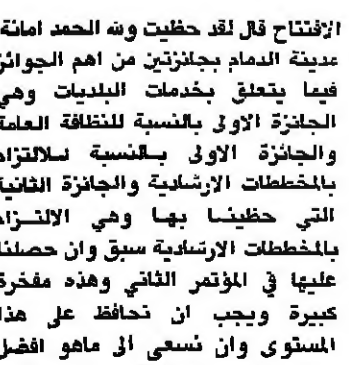 الافتتاح قال لقد حظيت ولله الحمد امانة
مدينة الدمام بجائزتين من اهم الجوائز
فيما يتعلق بخدمات البلديات وهي
الجائزة الاولى بالنسبة للنظافة العامة
والجائزة الاولى بالنسبة للالتزام
بالمخططات الارشادية والجائزة الثانية
التي حظينا بها وهي الالتزام
بالمخططات الارشادية سبق وان حصلنا
عليها في المؤتمر الثاني وهذه مفخرة
كبيرة ويجب ان نحافظ على هذا
المستوى وان نسعى الى ماهو افضل